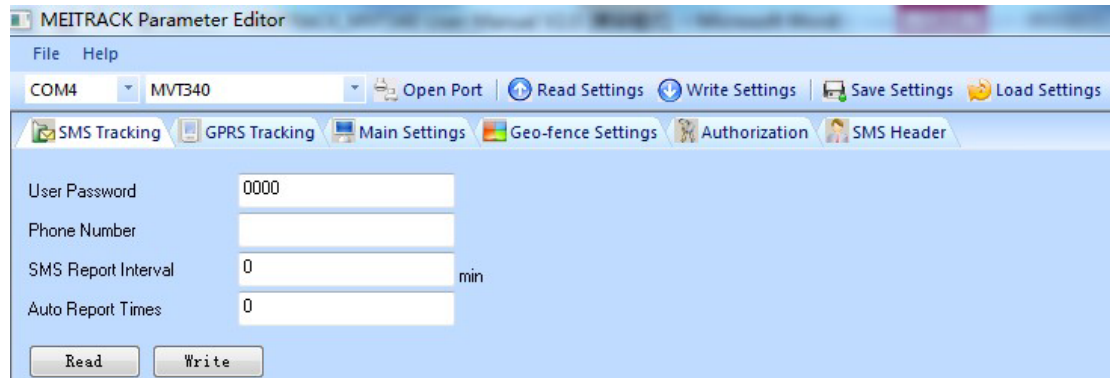 MEITRACK Parameter Editor
File Help
COM4 MVT340 Open Port Read Settings Write Settings Save Settings Load Settings
SMS Tracking GPRS Tracking Main Settings Geo-fence Settings Authorization SMS Header
User Password 0000
Phone Number
SMS Report Interval 0 min
Auto Report Times 0
Read Write